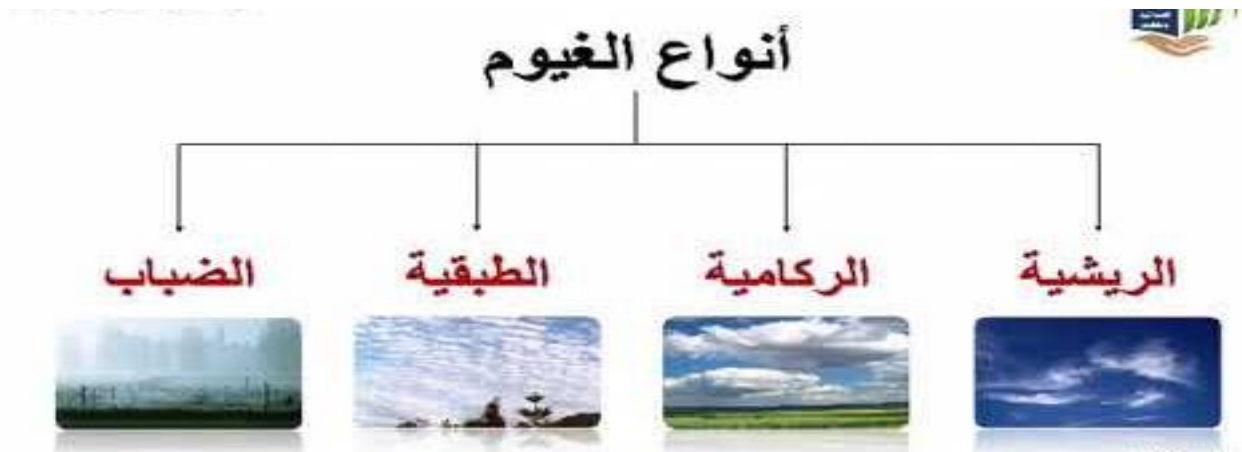 أنواع الغيوم
الريشية
الركامية
الطبقية
الضباب